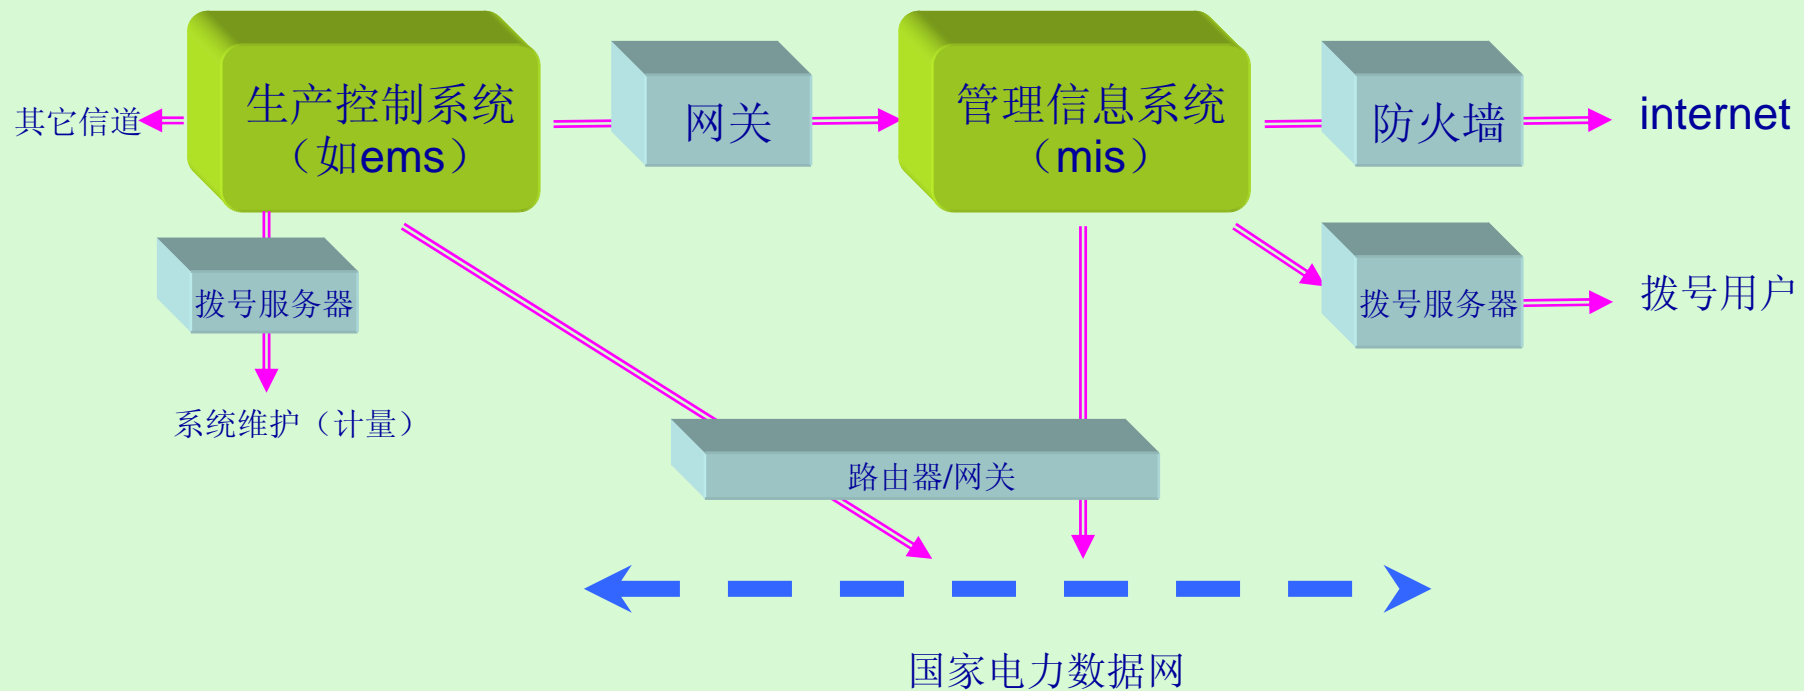 其它信道
生产控制系统
（如ems）
网关
管理信息系统
（mis）
防火墙
internet
拨号服务器
拨号服务器
拨号用户
系统维护（计量）
路由器/网关
国家电力数据网